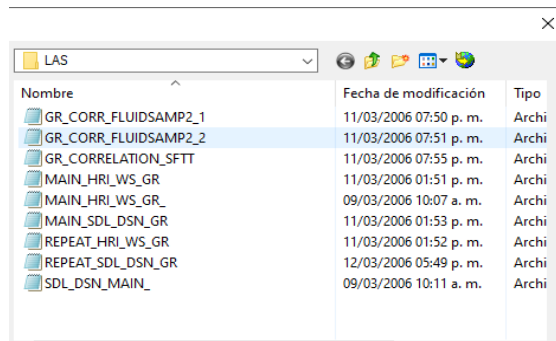 LAS
Nombre Fecha de modificación Tipo
GR_CORR_FLUIDSAMP2_1 11/03/2006 07:50 p. m. Archi
GR_CORR_FLUIDSAMP2_2 11/03/2006 07:51 p. m. Archi
GR_CORRELATION_SFTT 11/03/2006 07:55 p. m. Archi
MAIN_HRI_WS_GR 11/03/2006 01:51 p. m. Archi
MAIN_HRI_WS_GR_ 09/03/2006 10:07 a. m. Archi
MAIN_SDL_DSN_GR 11/03/2006 01:53 p. m. Archi
REPEAT_HRI_WS_GR 11/03/2006 01:52 p. m. Archi
REPEAT_SDL_DSN_GR 12/03/2006 05:49 p. m. Archi
SDL_DSN_MAIN_ 09/03/2006 10:11 a. m. Archi